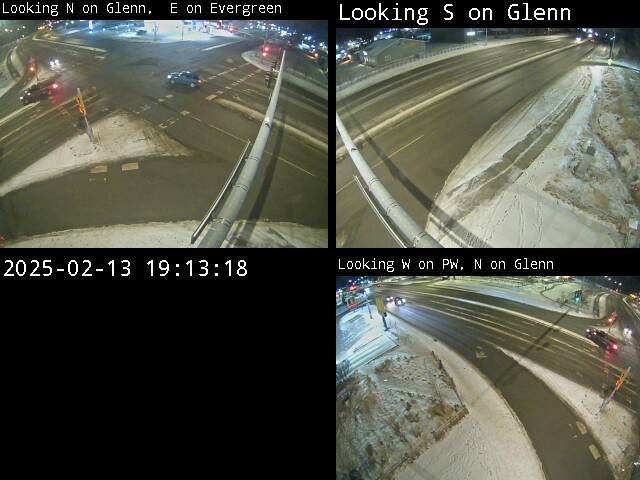 Looking N on Glenn, E on Evergreen
Looking S on Glenn
2025-02-13 19:13:18
Looking W on PW, N on Glenn